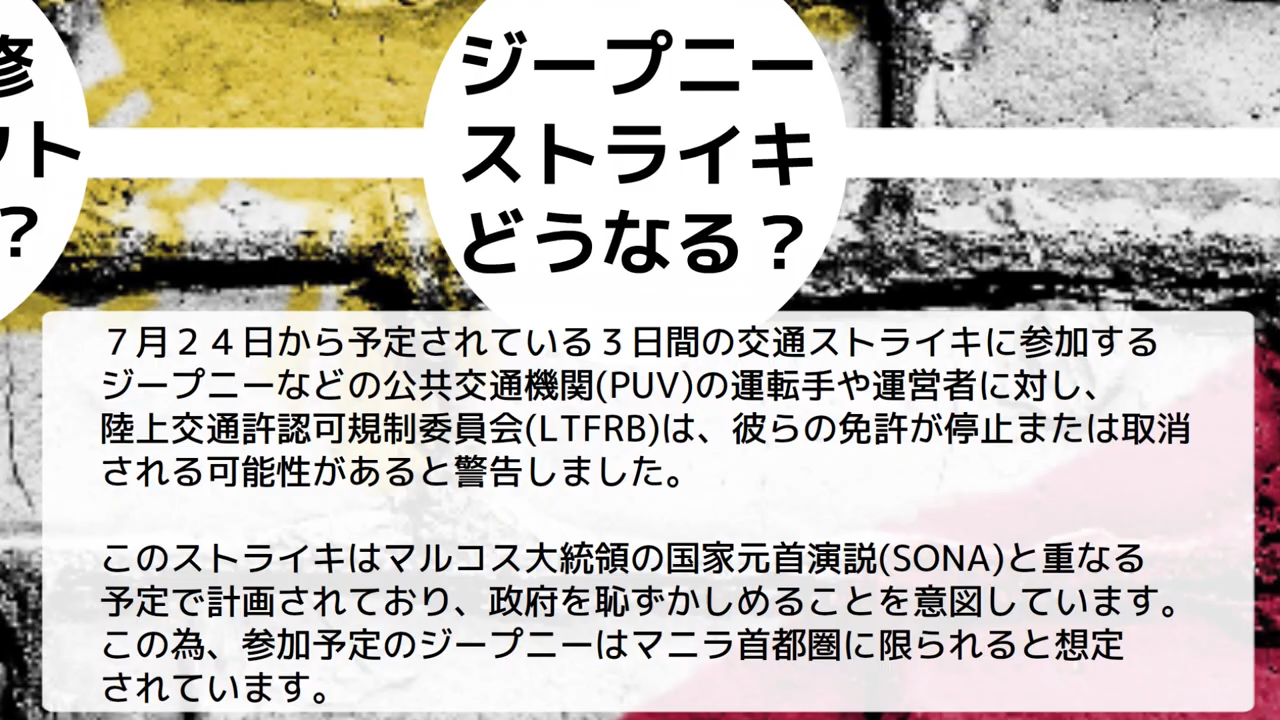 修
フト
？
ジープニー
ストライキ
どうなる？
７月２４日から予定されている３日間の交通ストライキに参加する
ジープニーなどの公共交通機関(PUV)の運転手や運営者に対し、
陸上交通許認可規制委員会(LTFRB)は、彼らの免許が停止または取消
される可能性があると警告しました。
このストライキはマルコス大統領の国家元首演説(SONA)と重なる
予定で計画されており、政府を恥ずかしめることを意図しています。
この為、参加予定のジープニーはマニラ首都圏に限られると想定
されています。